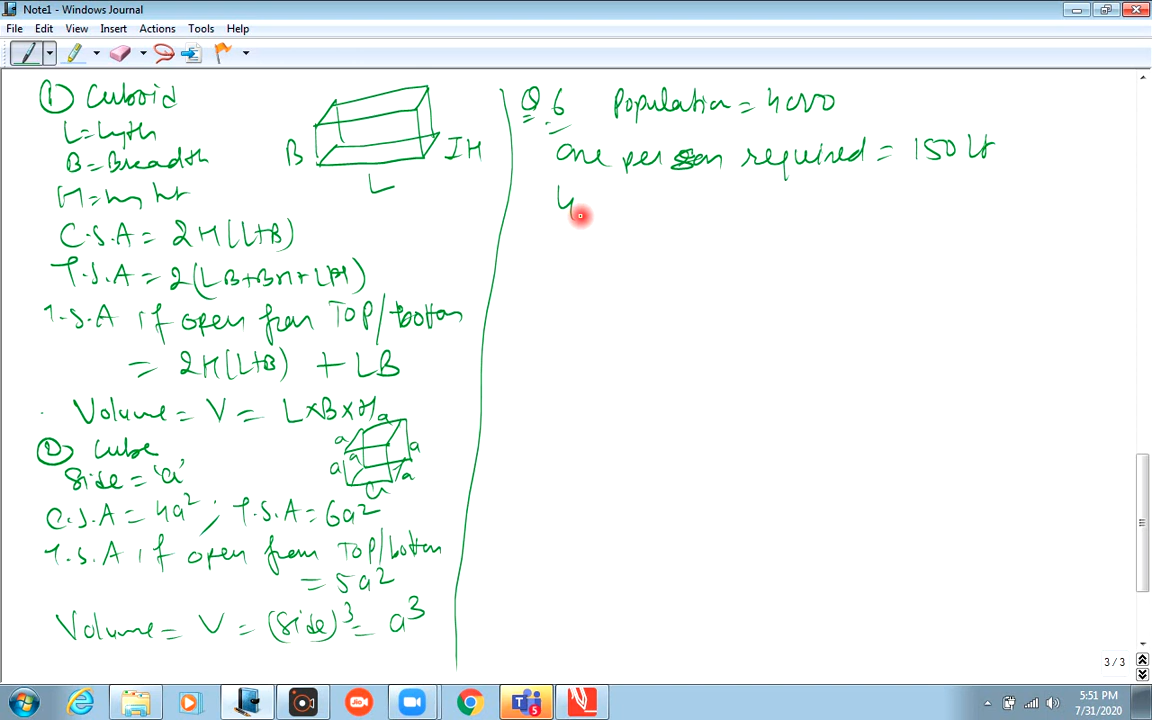 Note1 - Windows Journal
File Edit View Insert Actions Tools Help
① Cuboid
L = Length
B = Breadth
H = height
C.S.A = 2H(L+B)
T.S.A = 2(LB+BH+LH)
T.S.A if open from TOP/bottom
= 2H(L+B) + LB
Volume = V = L×B×H
B
L
H
② Cube
Side = 'a'
a
a
a
a
a
a
a
C.S.A = 4a² ; T.S.A = 6a²
T.S.A if open from TOP/bottom
= 5a²
Volume = V = (Side)³ = a³
Q. 6 Population = 4000
One person required = 150 lt
4
3 / 3
5
5:51 PM
7/31/2020